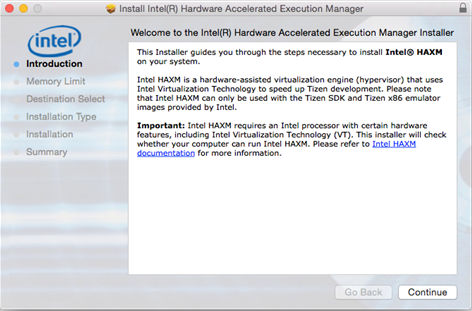 Install Intel(R) Hardware Accelerated Execution Manager
intel
Welcome to the Intel(R) Hardware Accelerated Execution Manager Installer
Introduction
Memory Limit
Destination Select
Installation Type
Installation
Summary
This Installer guides you through the steps necessary to install Intel® HAXM
on your system.
Intel HAXM is a hardware-assisted virtualization engine (hypervisor) that uses
Intel Virtualization Technology to speed up Tizen development. Please note
that Intel HAXM can only be used with the Tizen SDK and Tizen x86 emulator
images provided by Intel.
Important: Intel HAXM requires an Intel processor with certain hardware
features, including Intel Virtualization Technology (VT). This installer will check
whether your computer can run Intel HAXM. Please refer to Intel HAXM
documentation for more information.
Go Back
Continue